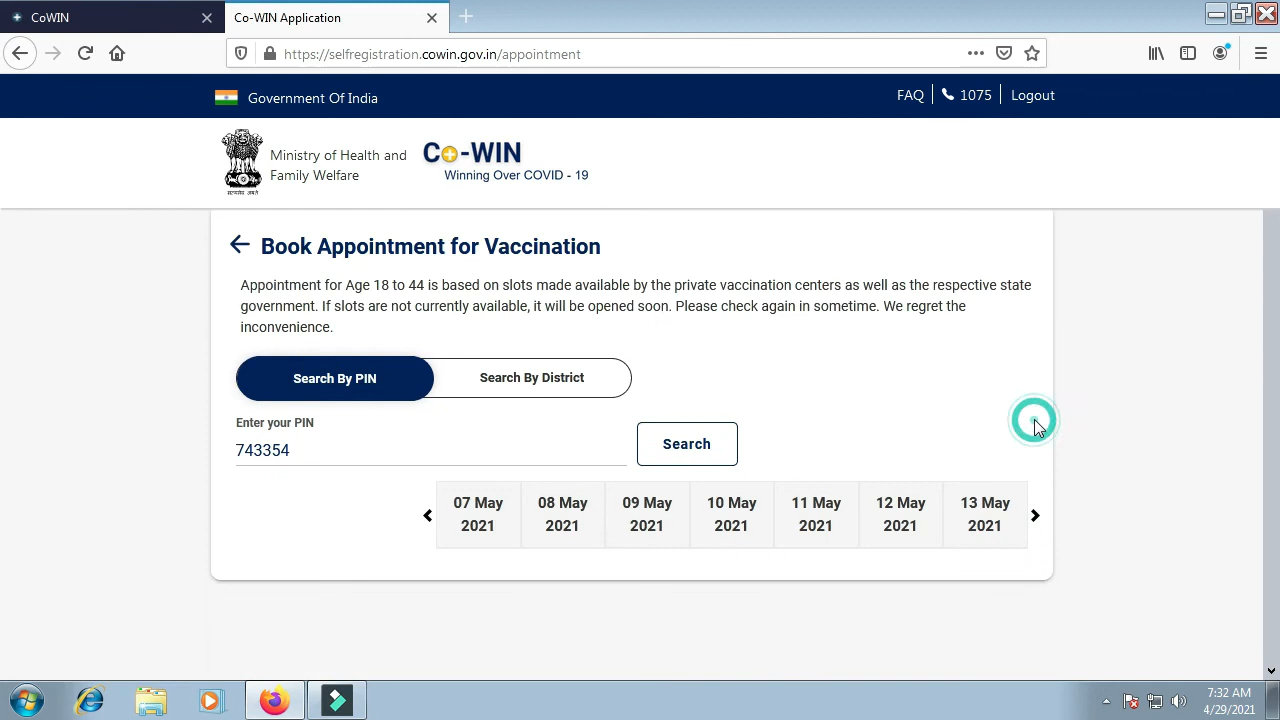 CoWIN
Co-WIN Application
https://selfregistration.cowin.gov.in/appointment
Government Of India
FAQ
1075
Logout
Ministry of Health and
Family Welfare
Co-WIN
Winning Over COVID - 19
सत्यमेव जयते
Book Appointment for Vaccination
Appointment for Age 18 to 44 is based on slots made available by the private vaccination centers as well as the respective state
government. If slots are not currently available, it will be opened soon. Please check again in sometime. We regret the
inconvenience.
Search By PIN
Search By District
Enter your PIN
743354
Search
07 May
2021
08 May
2021
09 May
2021
10 May
2021
11 May
2021
12 May
2021
13 May
2021
7:32 AM
4/29/2021